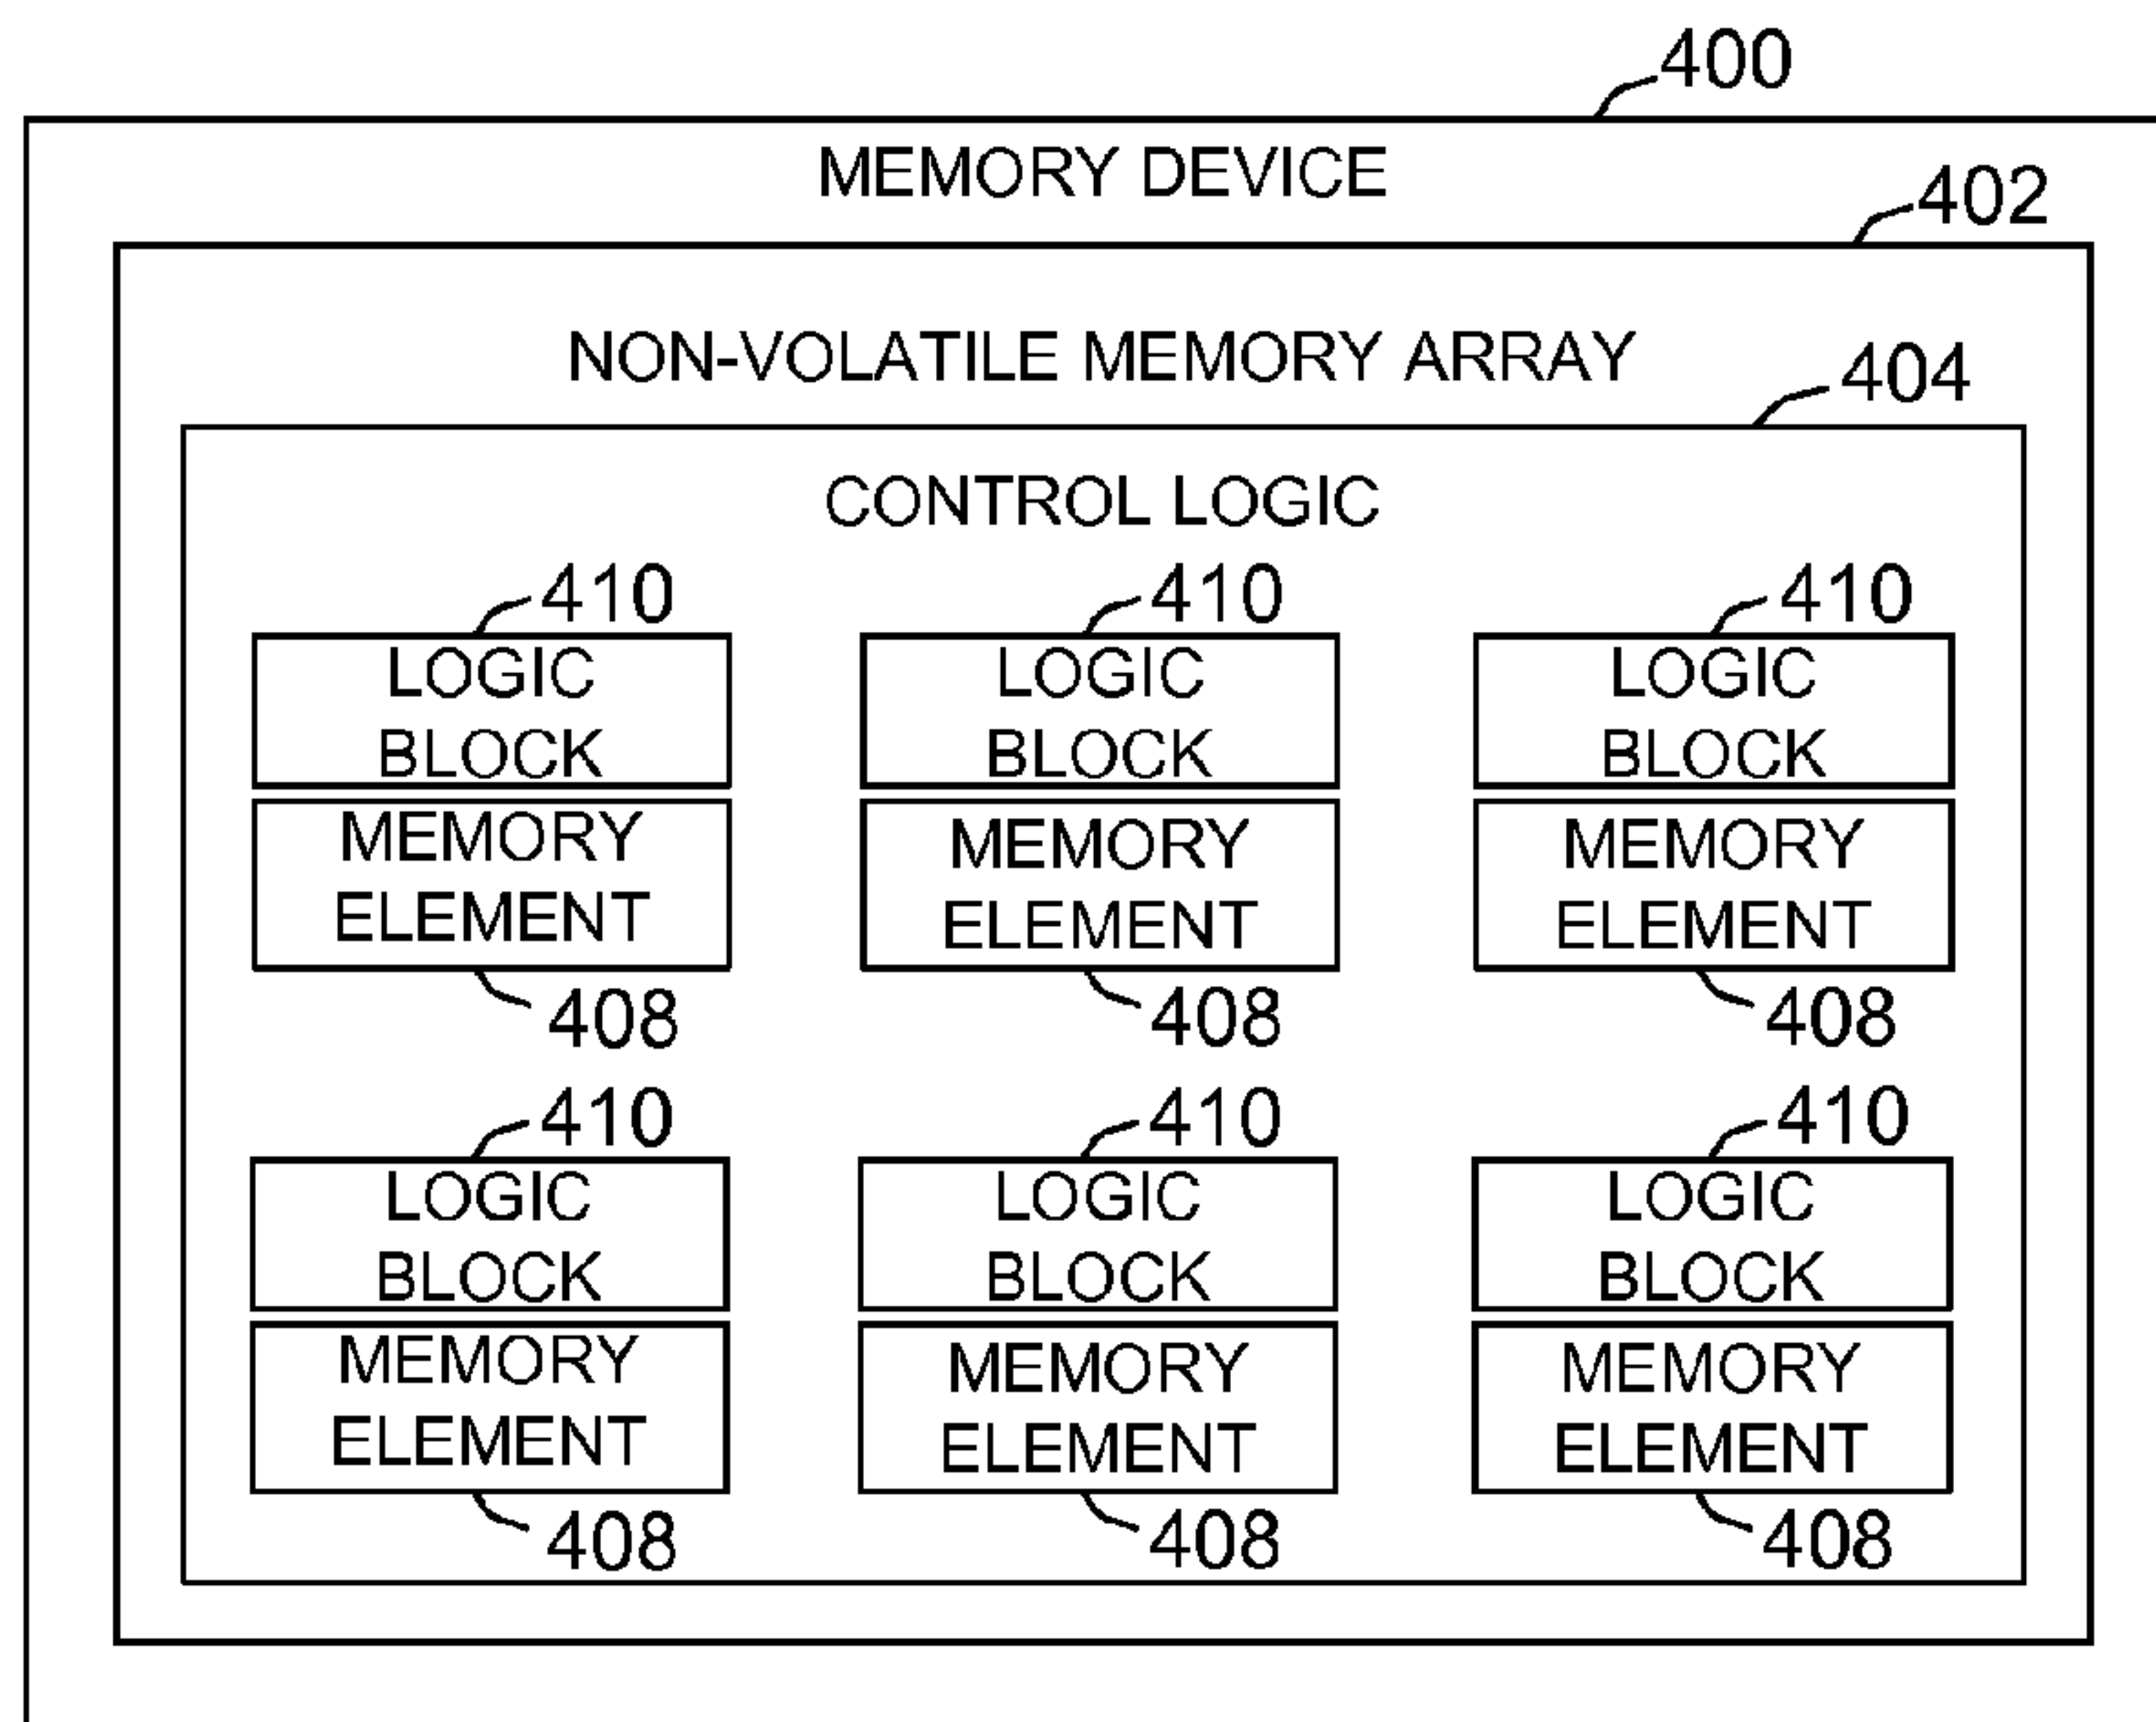 400
MEMORY DEVICE
402
NON-VOLATILE MEMORY ARRAY
404
CONTROL LOGIC
410 410 410
LOGIC LOGIC LOGIC
BLOCK BLOCK BLOCK
MEMORY MEMORY MEMORY
ELEMENT ELEMENT ELEMENT
408 408 408
410 410 410
LOGIC LOGIC LOGIC
BLOCK BLOCK BLOCK
MEMORY MEMORY MEMORY
ELEMENT ELEMENT ELEMENT
408 408 408